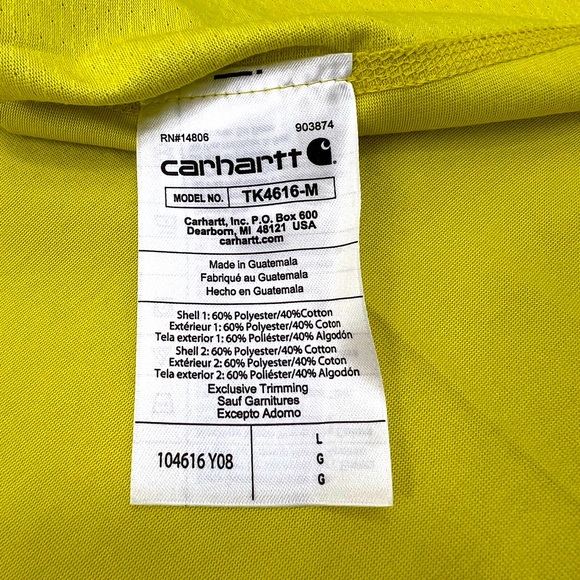 RN#14806 903874
carhartt
MODEL NO. TK4616-M
Carhartt, Inc. P.O. Box 600
Dearborn, MI 48121 USA
carhartt.com
Made in Guatemala
Fabriqué au Guatemala
Hecho en Guatemala
Shell 1: 60% Polyester/40%Cotton
Extérieur 1: 60% Polyester/40% Coton
Tela exterior 1: 60% Poliéster/40% Algodón
Shell 2: 60% Polyester/40% Cotton
Extérieur 2: 60% Polyester/40% Coton
Tela exterior 2: 60% Poliéster/40% Algodón
Exclusive Trimming
Sauf Garnitures
Excepto Adorno
104616 Y08
L
G
G